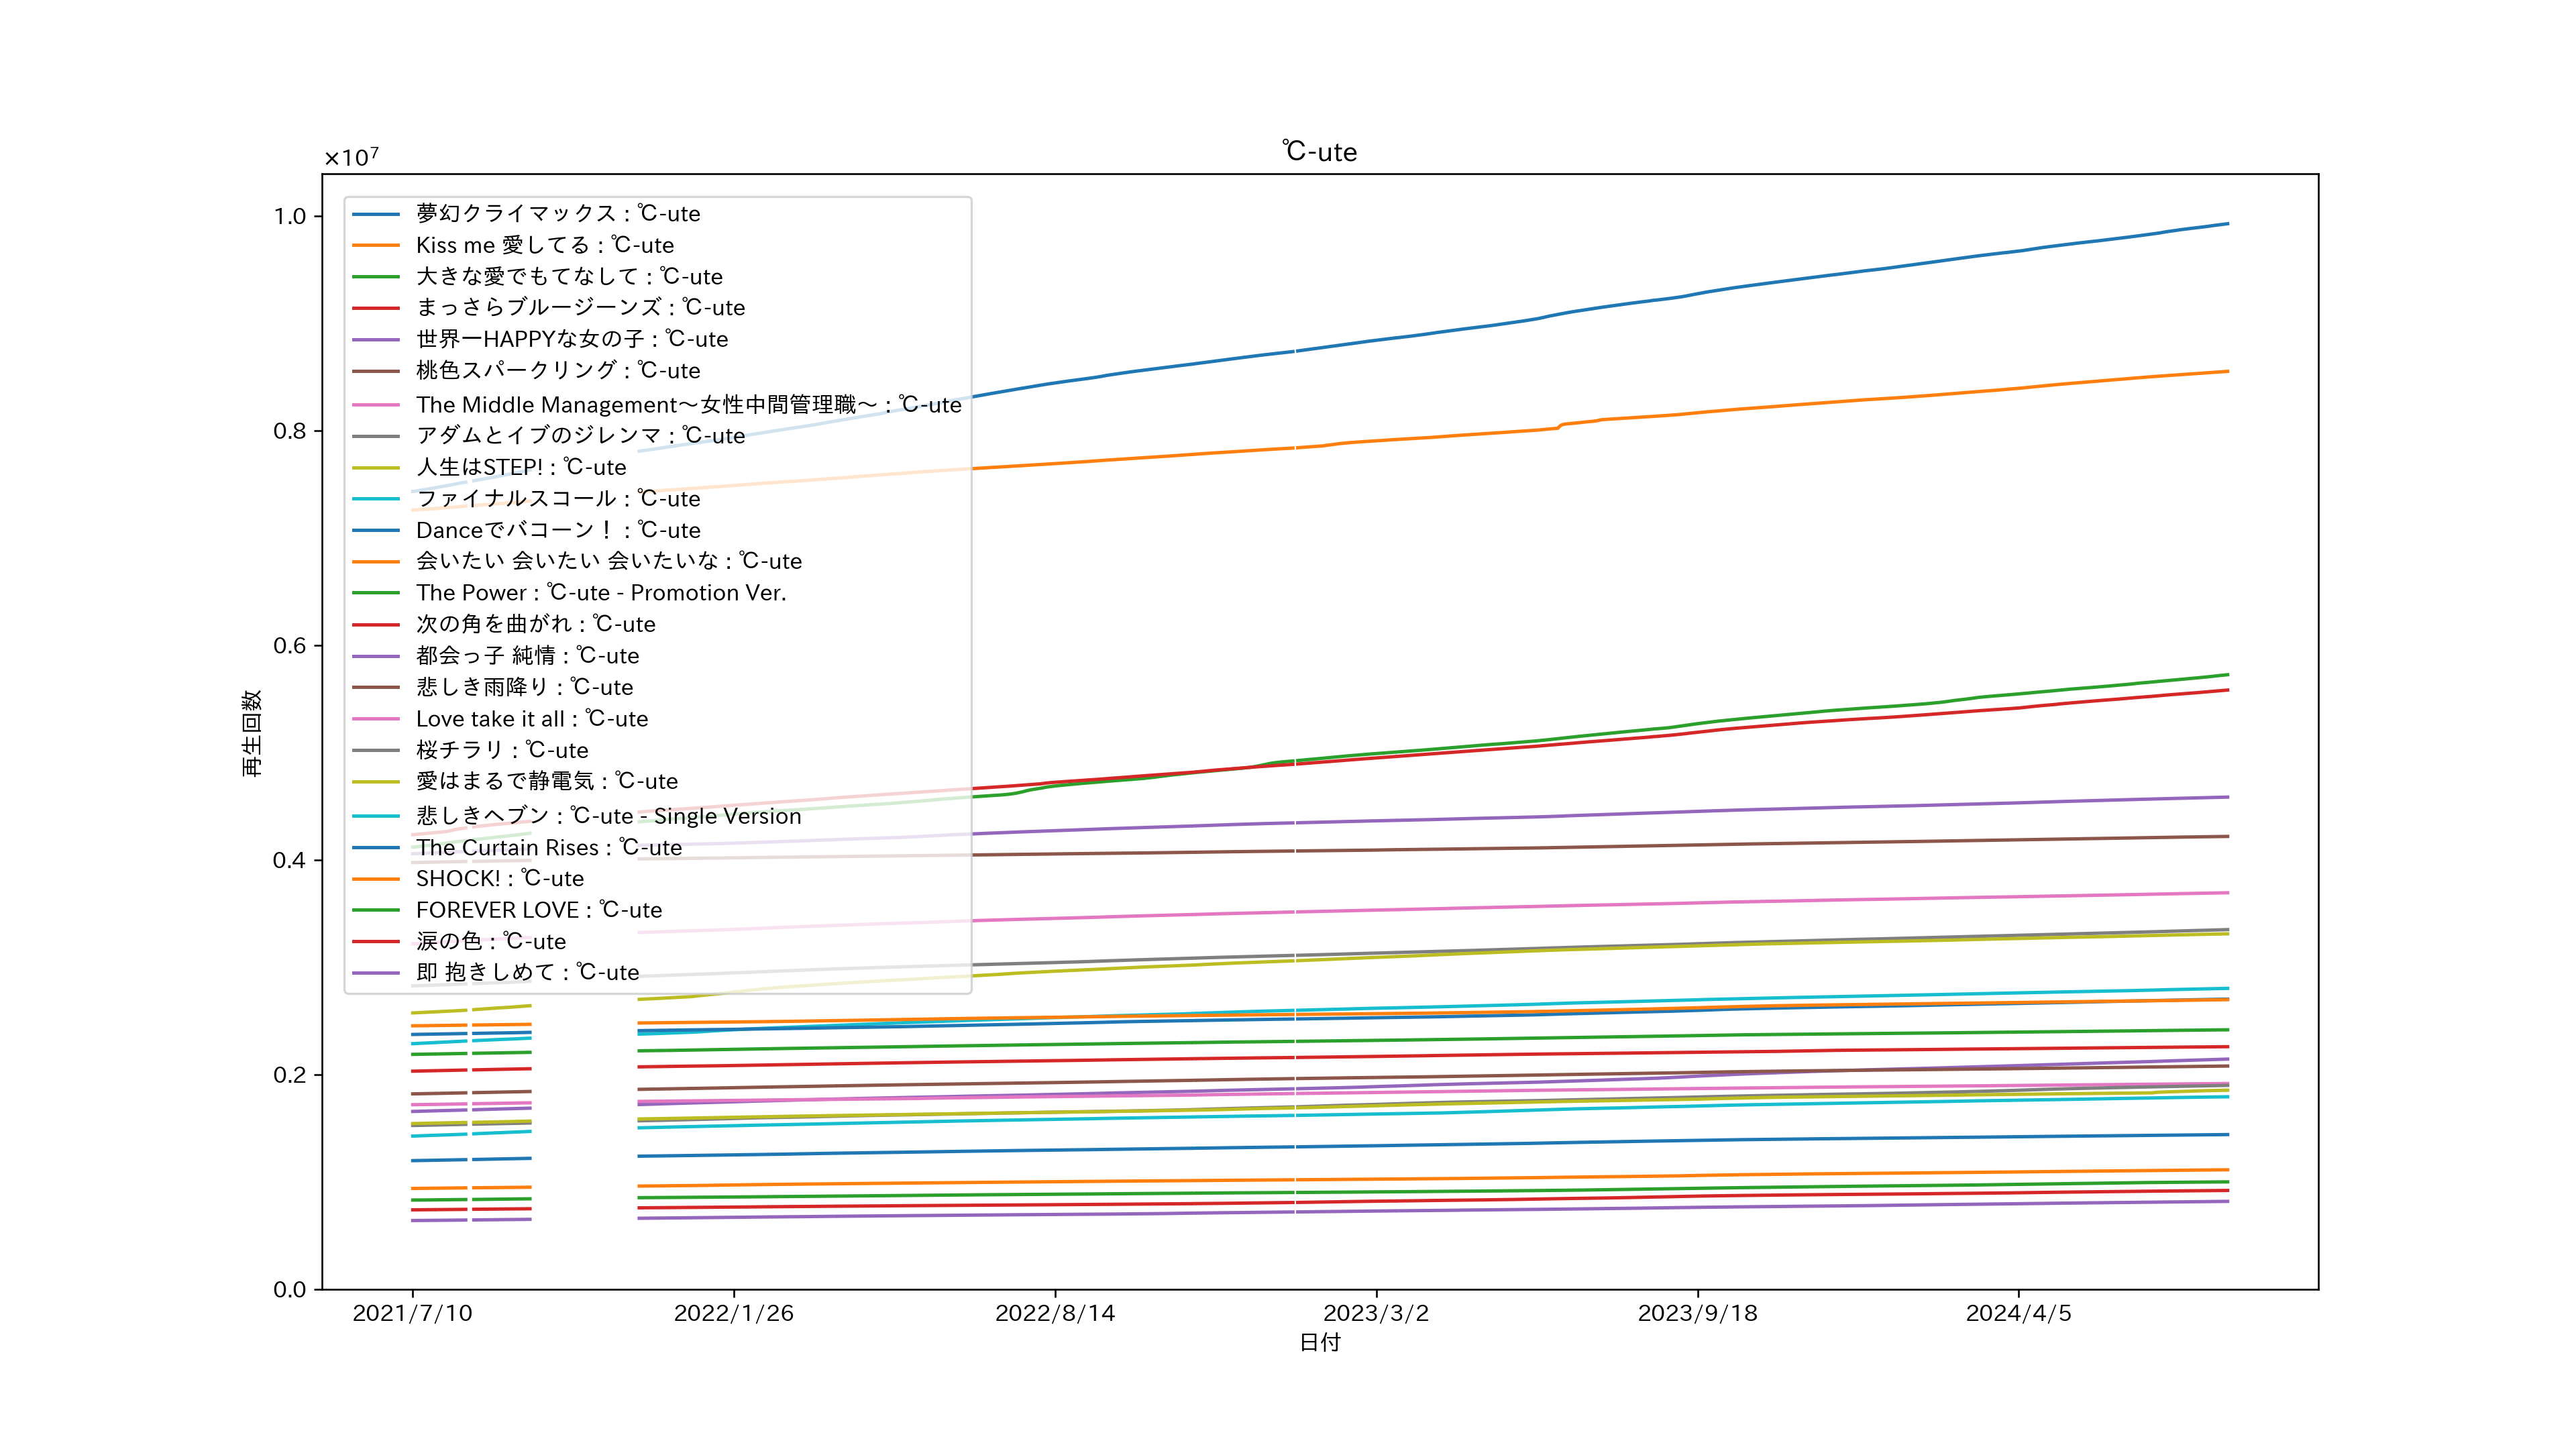 ℃-ute
×10⁷
1.0
0.8
0.6
0.4
0.2
0.0
再生回数
夢幻クライマックス : ℃-ute
Kiss me 愛してる : ℃-ute
大きな愛でもてなして : ℃-ute
まっさらブルージーンズ : ℃-ute
世界一HAPPYな女の子 : ℃-ute
桃色スパークリング : ℃-ute
The Middle Management～女性中間管理職～ : ℃-ute
アダムとイブのジレンマ : ℃-ute
人生はSTEP! : ℃-ute
ファイナルスコール : ℃-ute
Danceでバコーン！ : ℃-ute
会いたい 会いたい 会いたいな : ℃-ute
The Power : ℃-ute - Promotion Ver.
次の角を曲がれ : ℃-ute
都会っ子 純情 : ℃-ute
悲しき雨降り : ℃-ute
Love take it all : ℃-ute
桜チラリ : ℃-ute
愛はまるで静電気 : ℃-ute
悲しきヘブン : ℃-ute - Single Version
The Curtain Rises : ℃-ute
SHOCK! : ℃-ute
FOREVER LOVE : ℃-ute
涙の色 : ℃-ute
即 抱きしめて : ℃-ute
2021/7/10 2022/1/26 2022/8/14 2023/3/2 2023/9/18 2024/4/5
日付